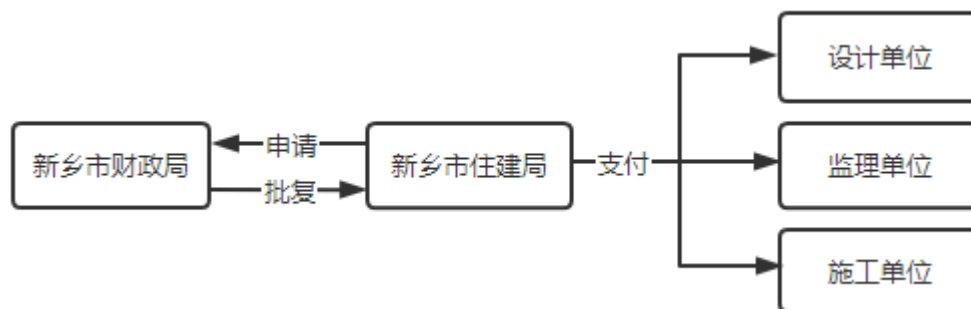 新乡市财政局
申请
批复
新乡市住建局
支付
设计单位
监理单位
施工单位